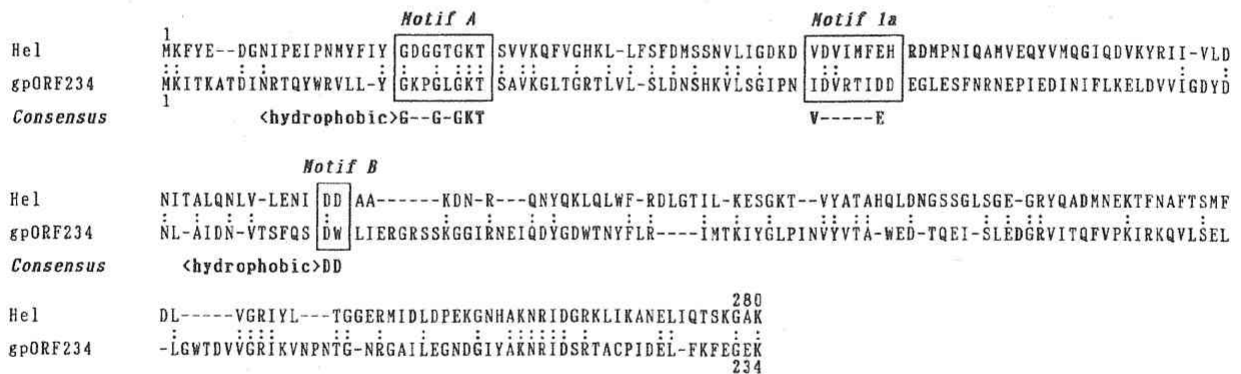 Motif A Motif 1a
1
Hel MKFYE--DGNIPEIPNMYFIY GDGGTGKT SVVKQFVGHKL-LFSFDMSSNVLIGDKD VDVIMFEH RDMPNIQAMVEQYVMQGIQDVKYRII-VLD
gpORF234 MKITKATDINRTQYWRVLL-Y GKPGLGKT SAVKGLTGRTLVL-SLDNSHKVLSGIPN IDVRTIDD EGLESFNRNEPIEDINIFLKELDVVIGDYD
1
Consensus <hydrophobic>G--G-GKT V-----E
Motif B
Hel NITALQNLV-LENI DD AA------KDN-R---QNYQKLQLWF-RDLGTIL-KESGKT--VYATAHQLDNGSSGLSGE-GRYQADMNEKTFNAFTSMF
gpORF234 NL-AIDN-VTSFQS DW LIERGRSSKGGIRNEIQDYGDWTNYFLR----IMTKIYGLPINVYVTA-WED-TQEI-SLEDGRVITQFVPKIRKQVLSEL
Consensus <hydrophobic>DD
280
Hel DL-----VGRIYL---TGGERMIDLDPEKGNHAKNRIDGRKLIKANELIQTSKGAK
gpORF234 -LGWTDVVGRIKVNPNTG-NRGAILEGNDGIYAKNRIDSRTACPIDEL-FKFEGEK
234